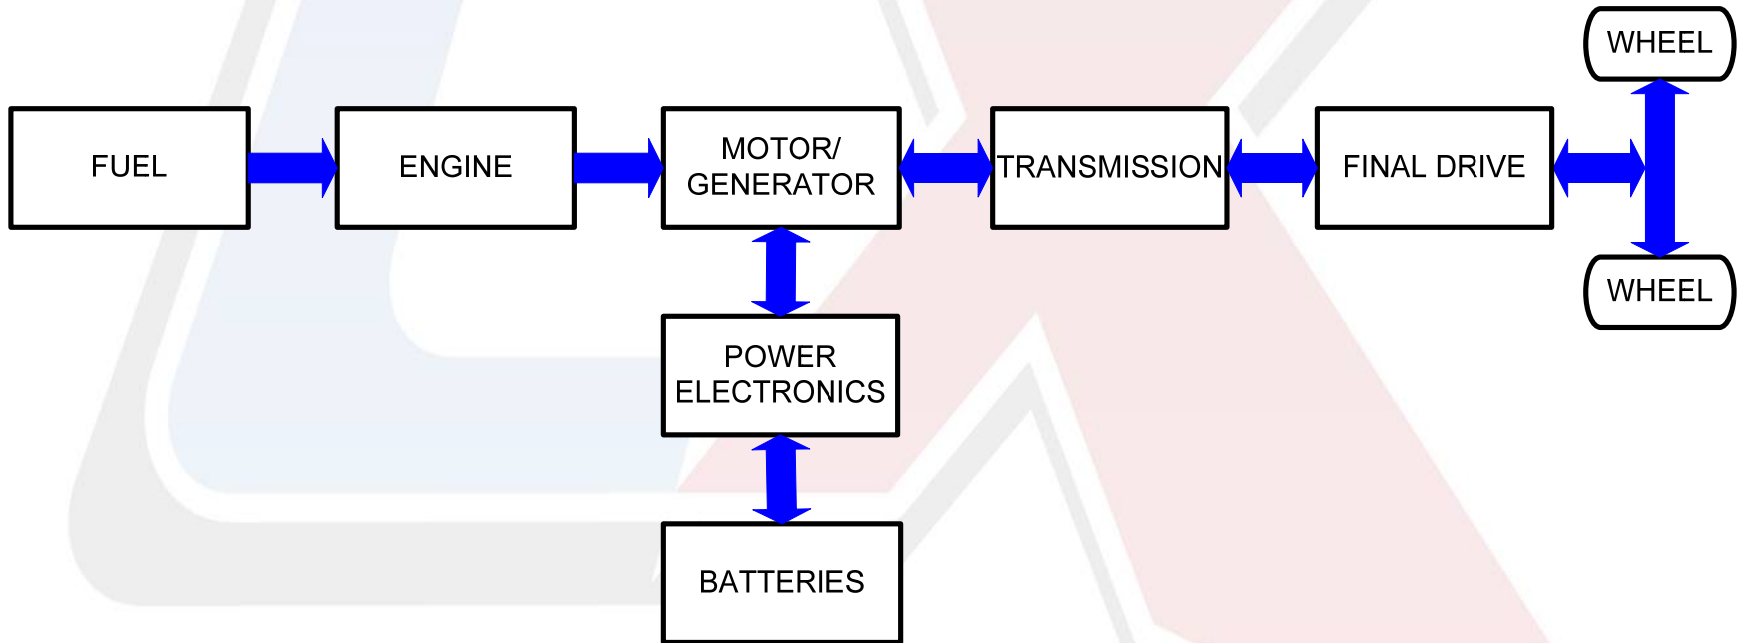 WHEEL
FUEL
ENGINE
MOTOR/
GENERATOR
TRANSMISSION
FINAL DRIVE
WHEEL
POWER
ELECTRONICS
BATTERIES